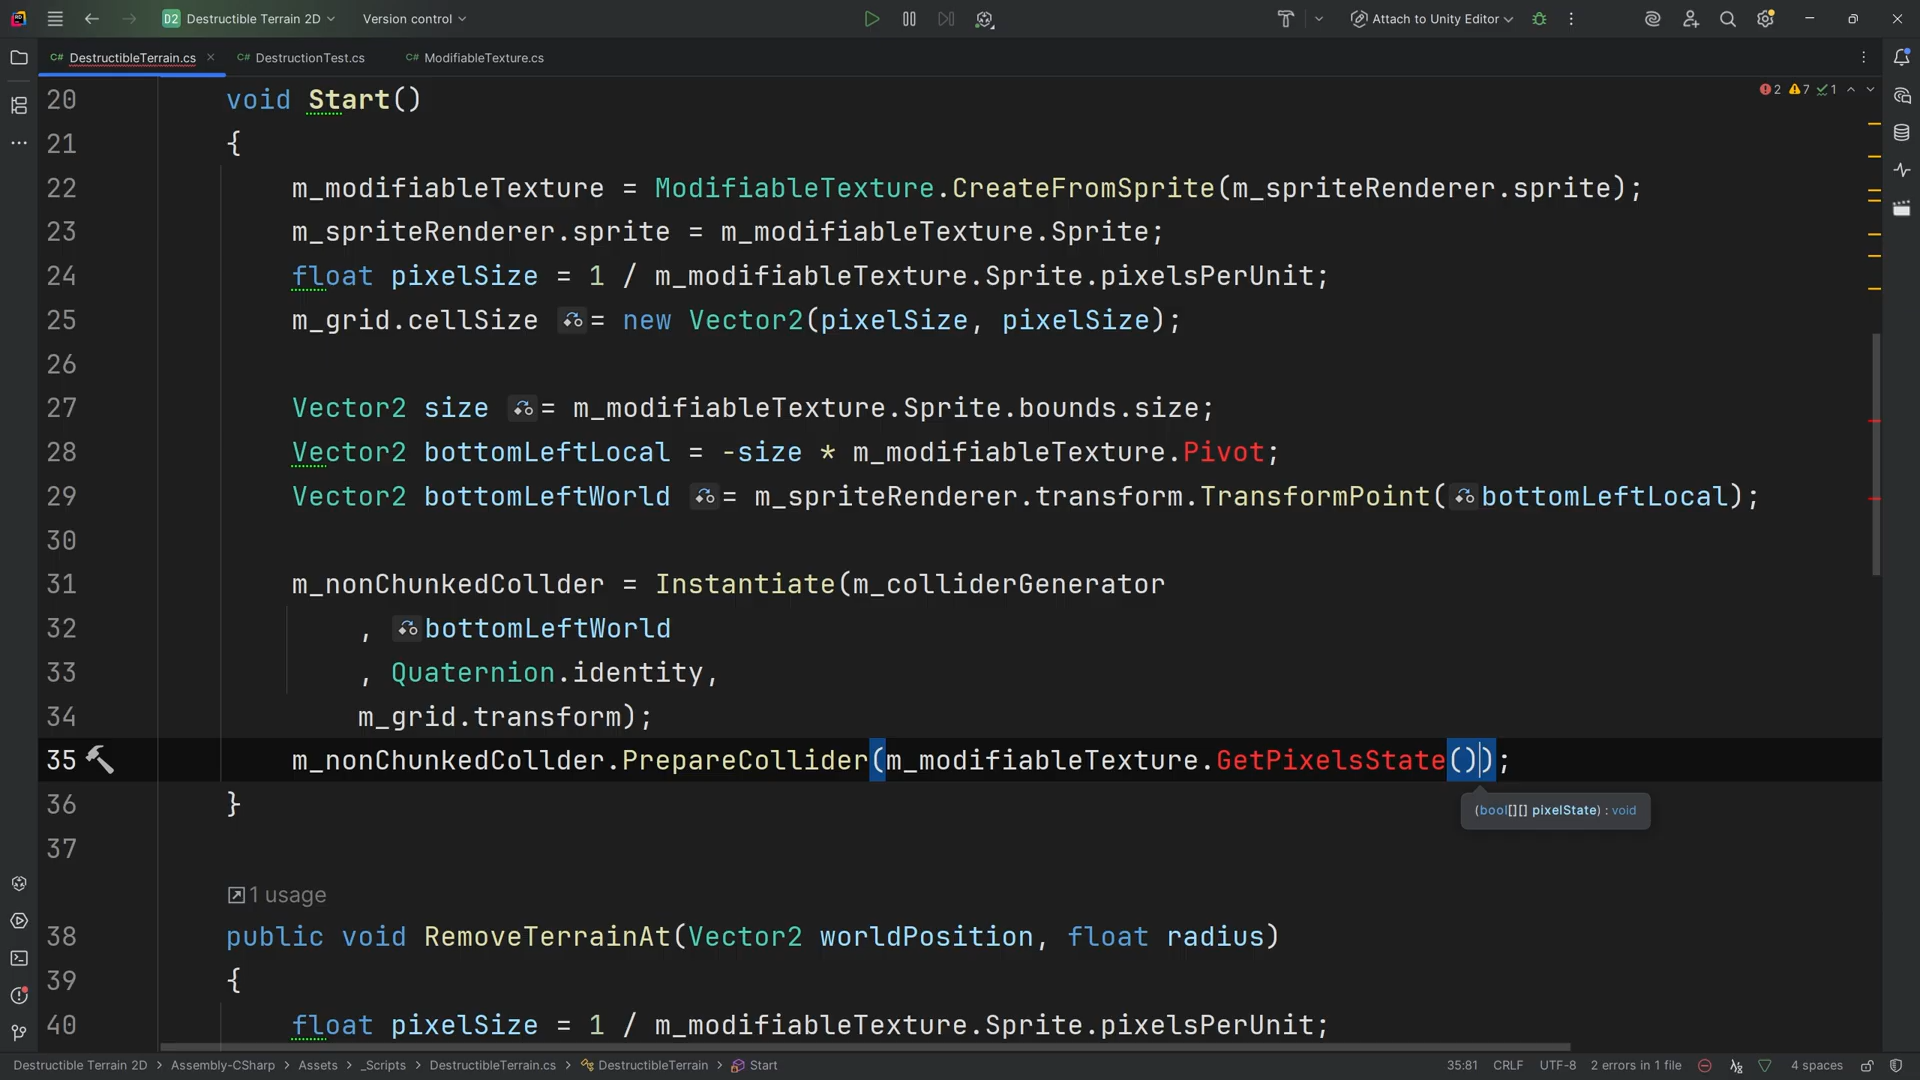 D2 Destructible Terrain 2D Version control Attach to Unity Editor
C# DestructibleTerrain.cs C# DestructionTest.cs C# ModifiableTexture.cs
2 7 1
20 void Start()
21 {
22 m_modifiableTexture = ModifiableTexture.CreateFromSprite(m_spriteRenderer.sprite);
23 m_spriteRenderer.sprite = m_modifiableTexture.Sprite;
24 float pixelSize = 1 / m_modifiableTexture.Sprite.pixelsPerUnit;
25 m_grid.cellSize = new Vector2(pixelSize, pixelSize);
26
27 Vector2 size = m_modifiableTexture.Sprite.bounds.size;
28 Vector2 bottomLeftLocal = -size * m_modifiableTexture.Pivot;
29 Vector2 bottomLeftWorld = m_spriteRenderer.transform.TransformPoint(bottomLeftLocal);
30
31 m_nonChunkedCollder = Instantiate(m_colliderGenerator
32 , bottomLeftWorld
33 , Quaternion.identity,
34 m_grid.transform);
35 m_nonChunkedCollder.PrepareCollider(m_modifiableTexture.GetPixelsState());
36 }
(bool[][] pixelState) : void
37
1 usage
38 public void RemoveTerrainAt(Vector2 worldPosition, float radius)
39 {
40 float pixelSize = 1 / m_modifiableTexture.Sprite.pixelsPerUnit;
Destructible Terrain 2D > Assembly-CSharp > Assets > _Scripts > DestructibleTerrain.cs > DestructibleTerrain > Start 35:81 CRLF UTF-8 2 errors in 1 file 4 spaces